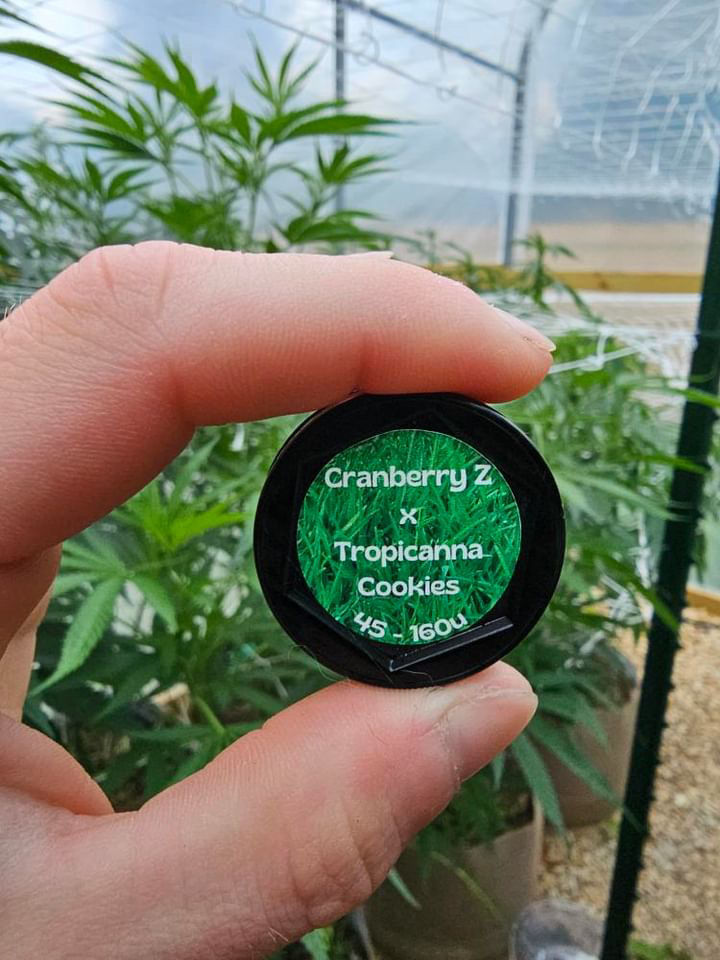 Cranberry Z
x
Tropicanna
Cookies
45 - 160u